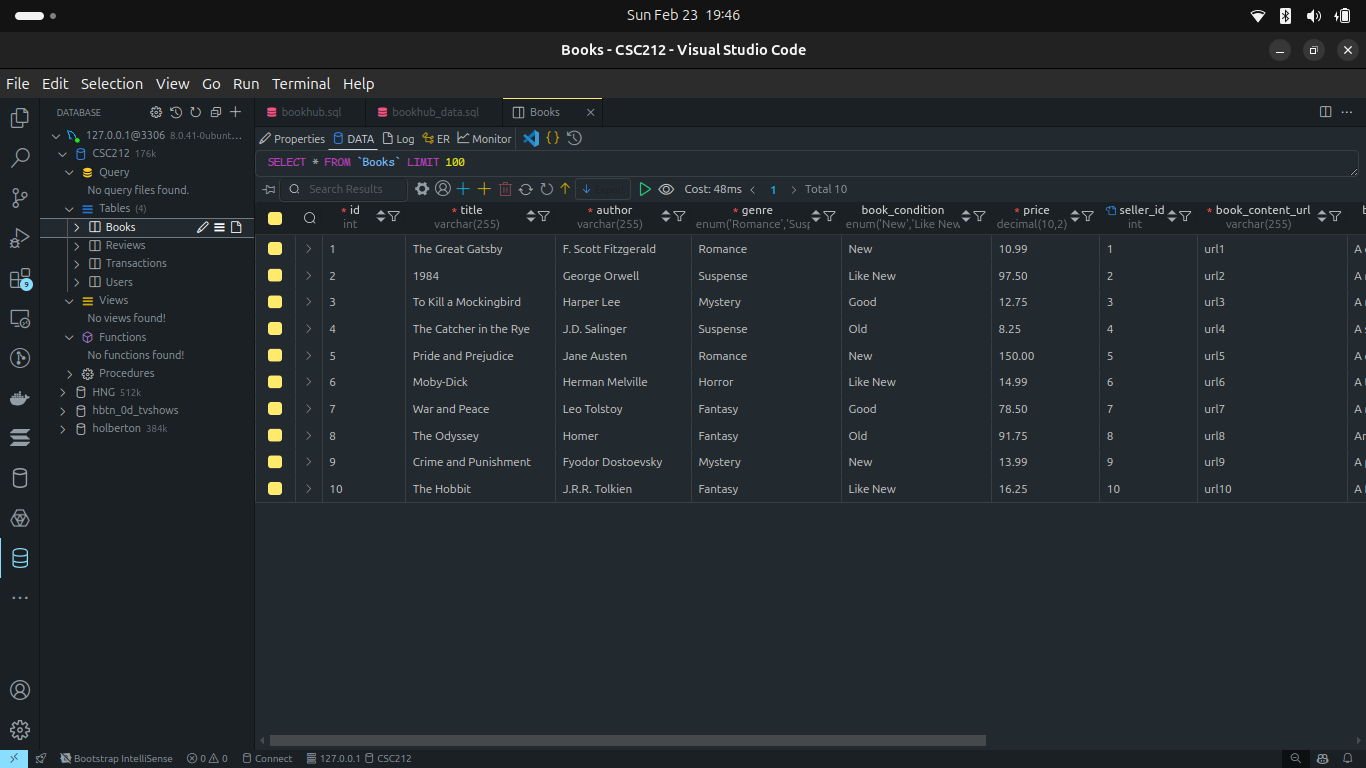 Sun Feb 23 19:46
Books - CSC212 - Visual Studio Code
File Edit Selection View Go Run Terminal Help
DATABASE
127.0.0.1@3306 8.0.41-0ubunt...
CSC212 176k
Query
No query files found.
Tables (4)
Books
Reviews
Transactions
Users
Views
No views found!
Functions
No functions found!
Procedures
HNG 512k
hbtn_0d_tvshows
holberton 384k
9
bookhub.sql bookhub_data.sql Books
Properties DATA Log ER Monitor
SELECT * FROM `Books` LIMIT 100
Search Results Cost: 48ms 1 Total 10
* id * title * author * genre book_condition * price seller_id * book_content_url b
int varchar(255) varchar(255) enum('Romance','Susp enum('New','Like New decimal(10,2) int varchar(255)
1 The Great Gatsby F. Scott Fitzgerald Romance New 10.99 1 url1 A
2 1984 George Orwell Suspense Like New 97.50 2 url2 A
3 To Kill a Mockingbird Harper Lee Mystery Good 12.75 3 url3 A
4 The Catcher in the Rye J.D. Salinger Suspense Old 8.25 4 url4 A
5 Pride and Prejudice Jane Austen Romance New 150.00 5 url5 A
6 Moby-Dick Herman Melville Horror Like New 14.99 6 url6 A
7 War and Peace Leo Tolstoy Fantasy Good 78.50 7 url7 A
8 The Odyssey Homer Fantasy Old 91.75 8 url8 An
9 Crime and Punishment Fyodor Dostoevsky Mystery New 13.99 9 url9 A
10 The Hobbit J.R.R. Tolkien Fantasy Like New 16.25 10 url10 A
Bootstrap IntelliSense 0 0 Connect 127.0.0.1 CSC212